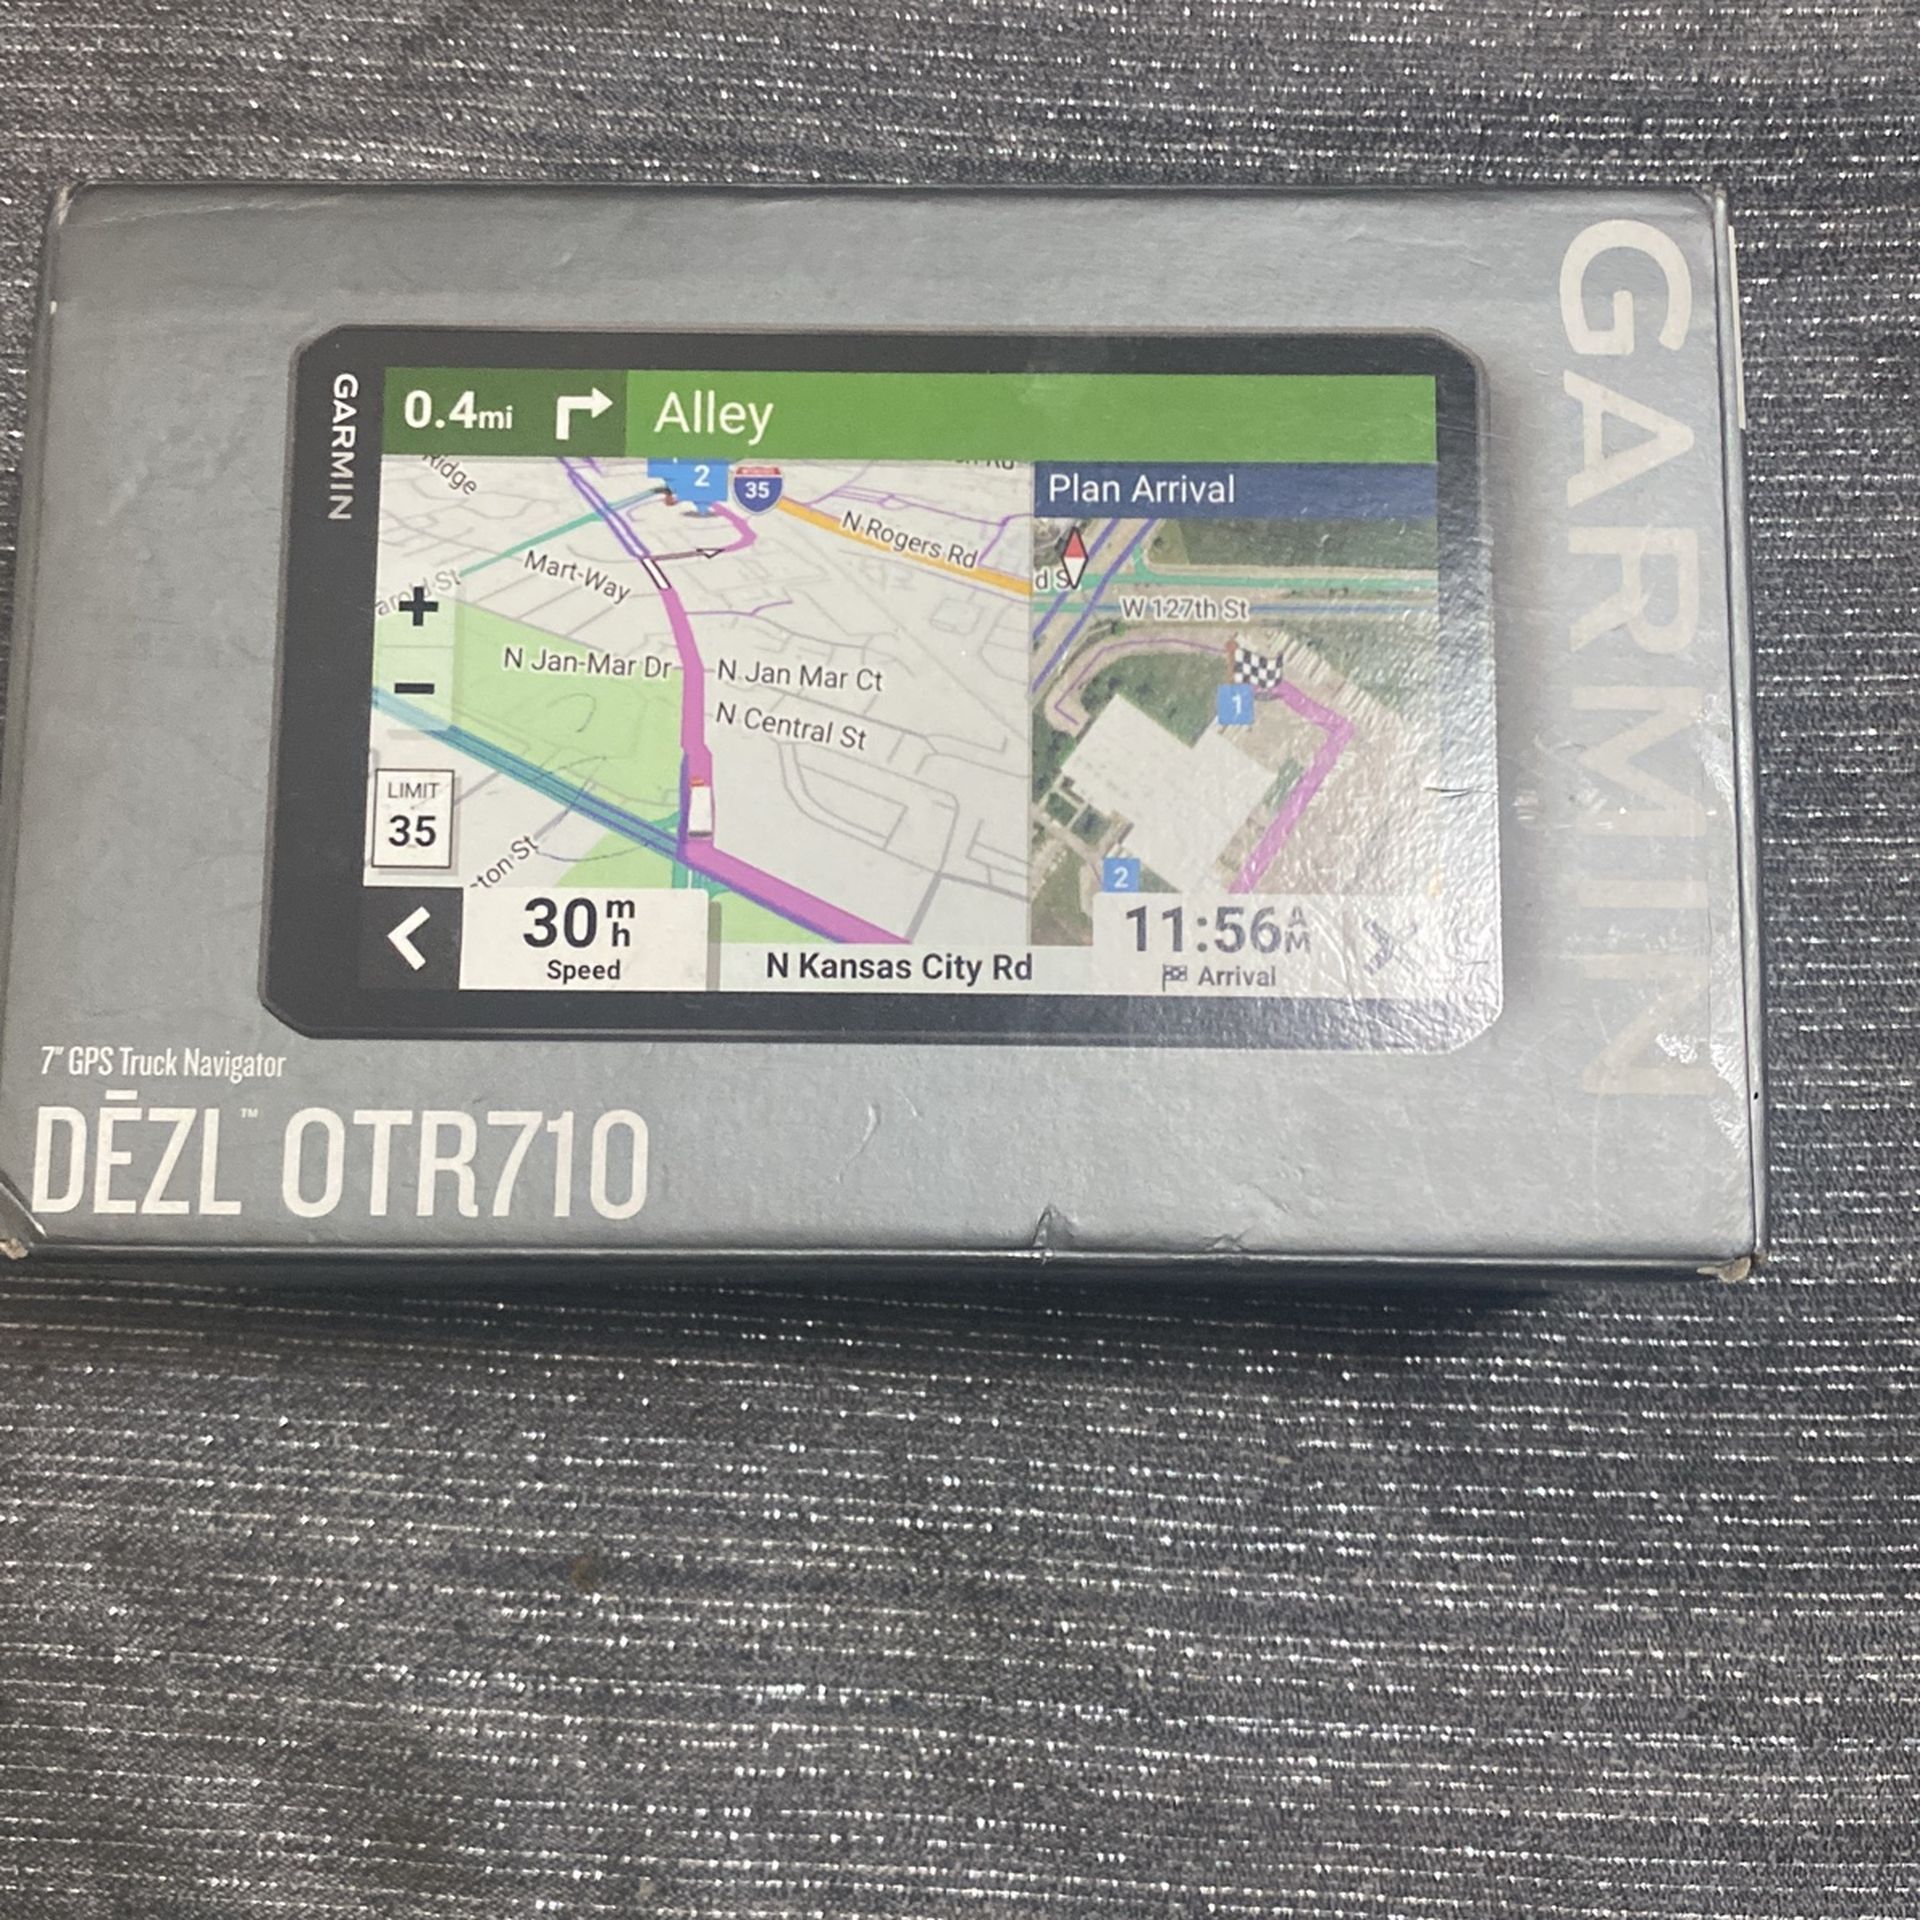 GARMIN
GARMIN
0.4mi
Alley
2
35
Ridge
N Rogers Rd
Plan Arrival
Mart-Way
W 127th St
+
N Jan-Mar Dr
N Jan Mar Ct
1
−
N Central St
LIMIT
35
2
30 mh
Speed
N Kansas City Rd
11:56 AM
Arrival
7" GPS Truck Navigator
DĒZL™ OTR710